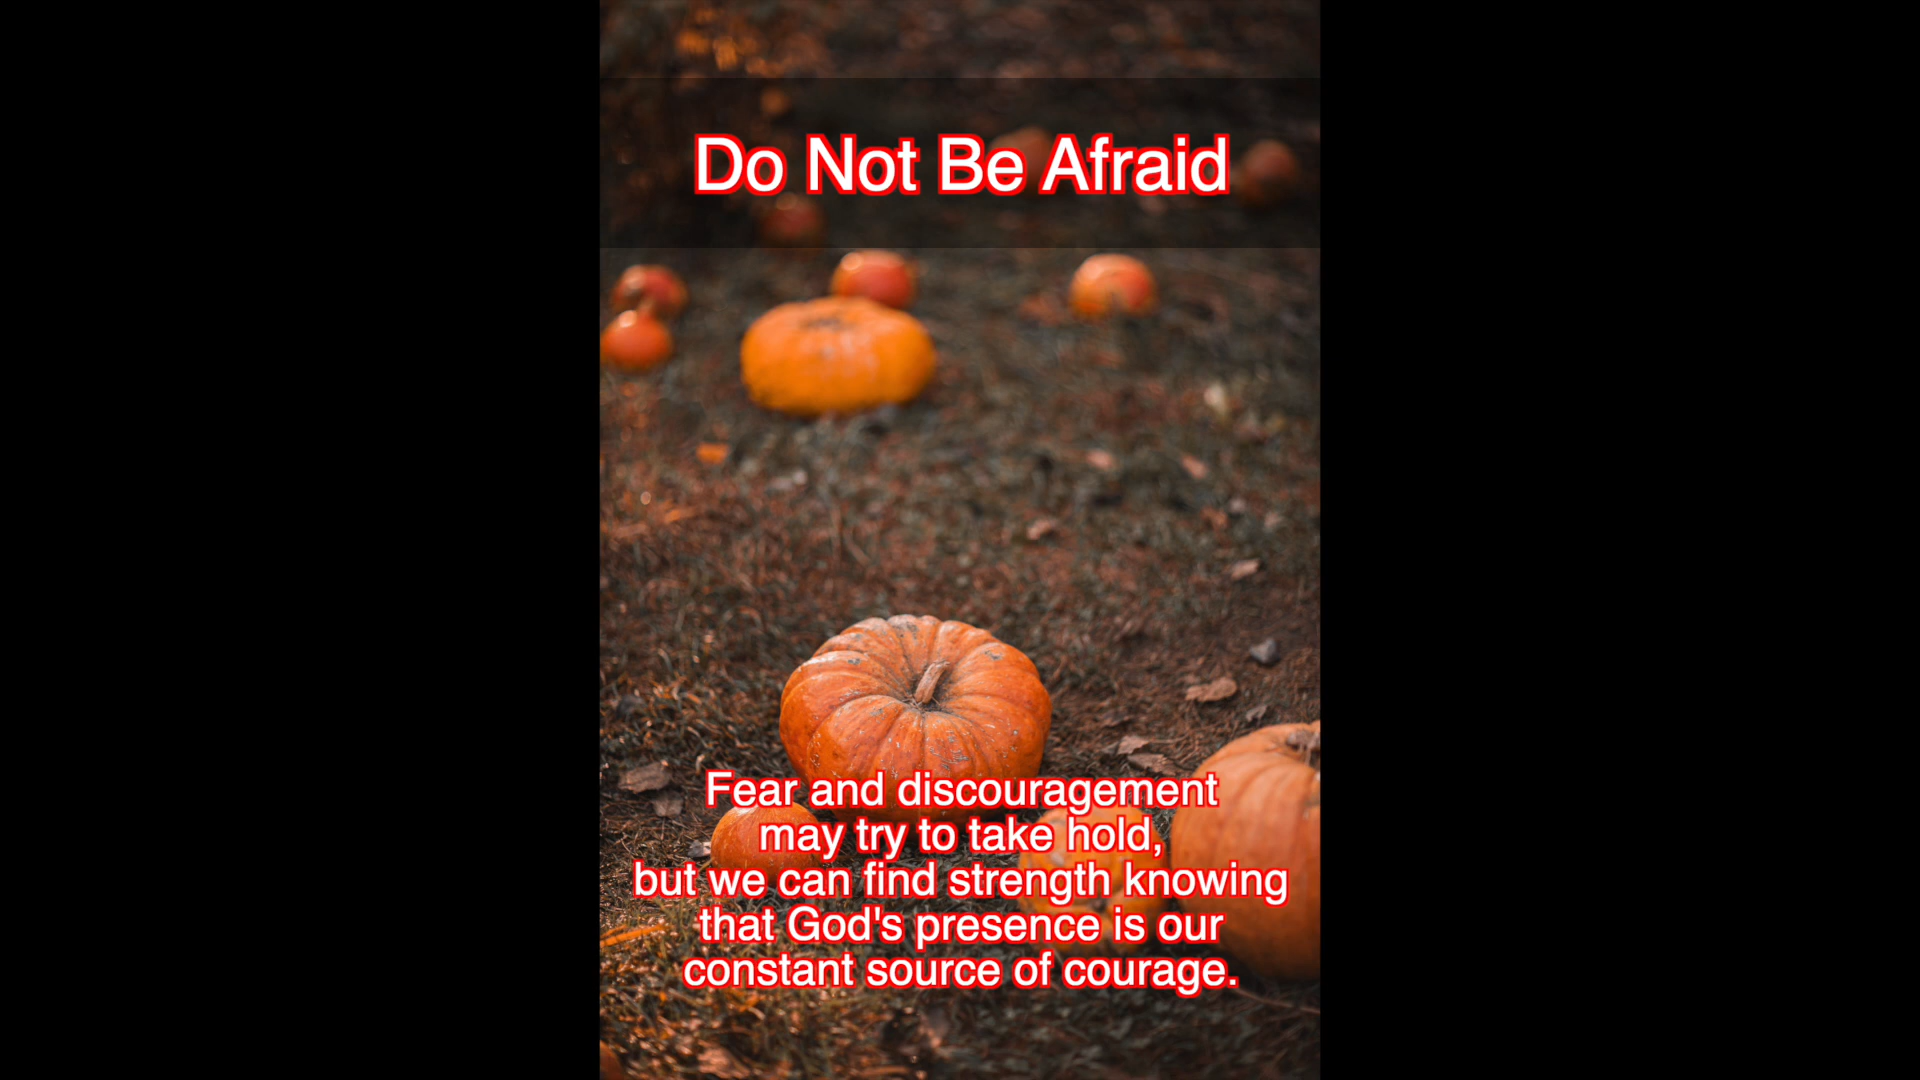 Do Not Be Afraid
Fear and discouragement
may try to take hold,
but we can find strength knowing
that God's presence is our
constant source of courage.